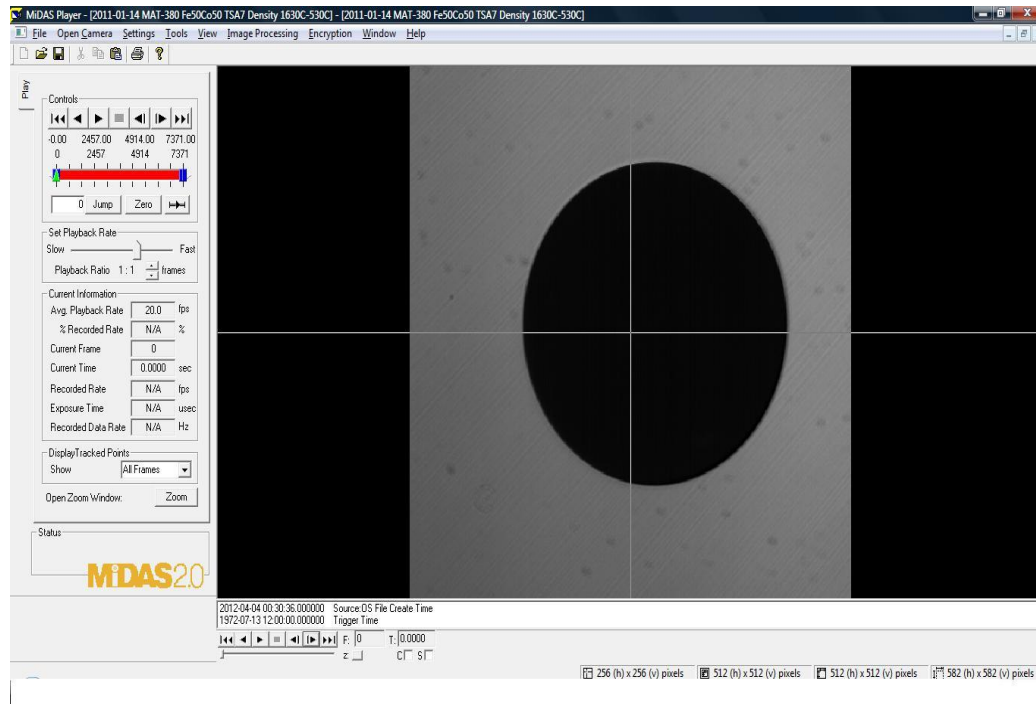 MiDAS Player - [2011-01-14 MAT-380 Fe50Co50 TSA7 Density 1630C-530C] - [2011-01-14 MAT-380 Fe50Co50 TSA7 Density 1630C-530C]
File Open Camera Settings Tools View Image Processing Encryption Window Help
Play
Controls
-0.00 2457.00 4914.00 7371.00
0 2457 4914 7371
0 Jump Zero
Set Playback Rate
Slow Fast
Playback Ratio 1 : 1 frames
Current Information
Avg. Playback Rate 20.0 fps
% Recorded Rate N/A %
Current Frame 0
Current Time 0.0000 sec
Recorded Rate N/A fps
Exposure Time N/A usec
Recorded Data Rate N/A Hz
DisplayTracked Points
Show All Frames
Open Zoom Window: Zoom
Status
MiDAS2.0
2012-04-04 00:30:36.000000 Source:OS File Create Time
1972-07-13 12:00:00.000000 Trigger Time
F: 0 T: 0.0000
z: C S
256 (h) x 256 (v) pixels 512 (h) x 512 (v) pixels 512 (h) x 512 (v) pixels 582 (h) x 582 (v) pixels